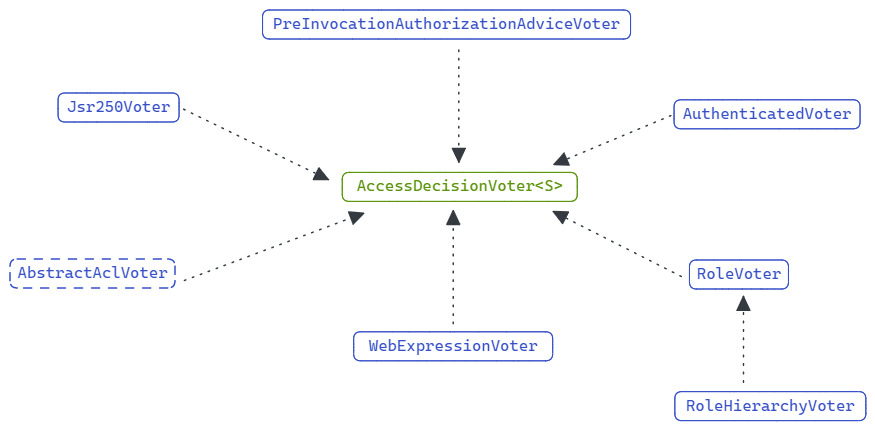 PreInvocationAuthorizationAdviceVoter
Jsr250Voter
AuthenticatedVoter
AccessDecisionVoter<S>
AbstractAclVoter
RoleVoter
WebExpressionVoter
RoleHierarchyVoter